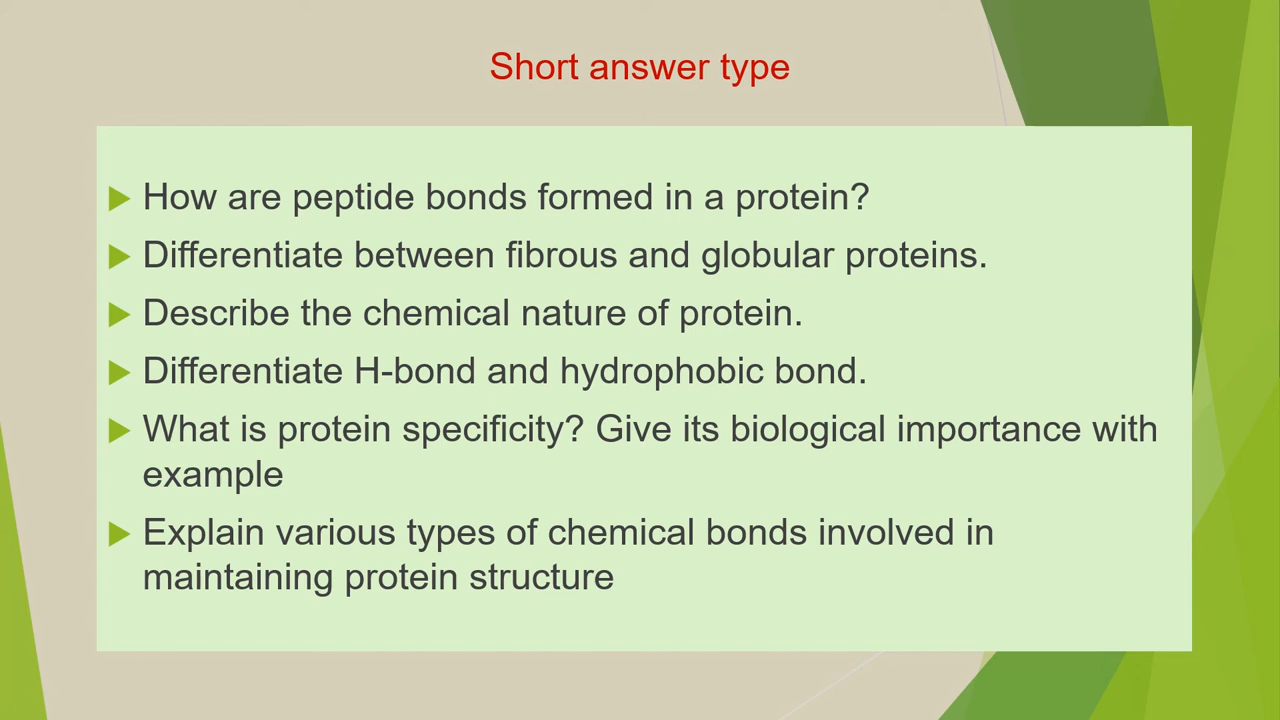 Short answer type
How are peptide bonds formed in a protein?
Differentiate between fibrous and globular proteins.
Describe the chemical nature of protein.
Differentiate H-bond and hydrophobic bond.
What is protein specificity? Give its biological importance with
example
Explain various types of chemical bonds involved in
maintaining protein structure